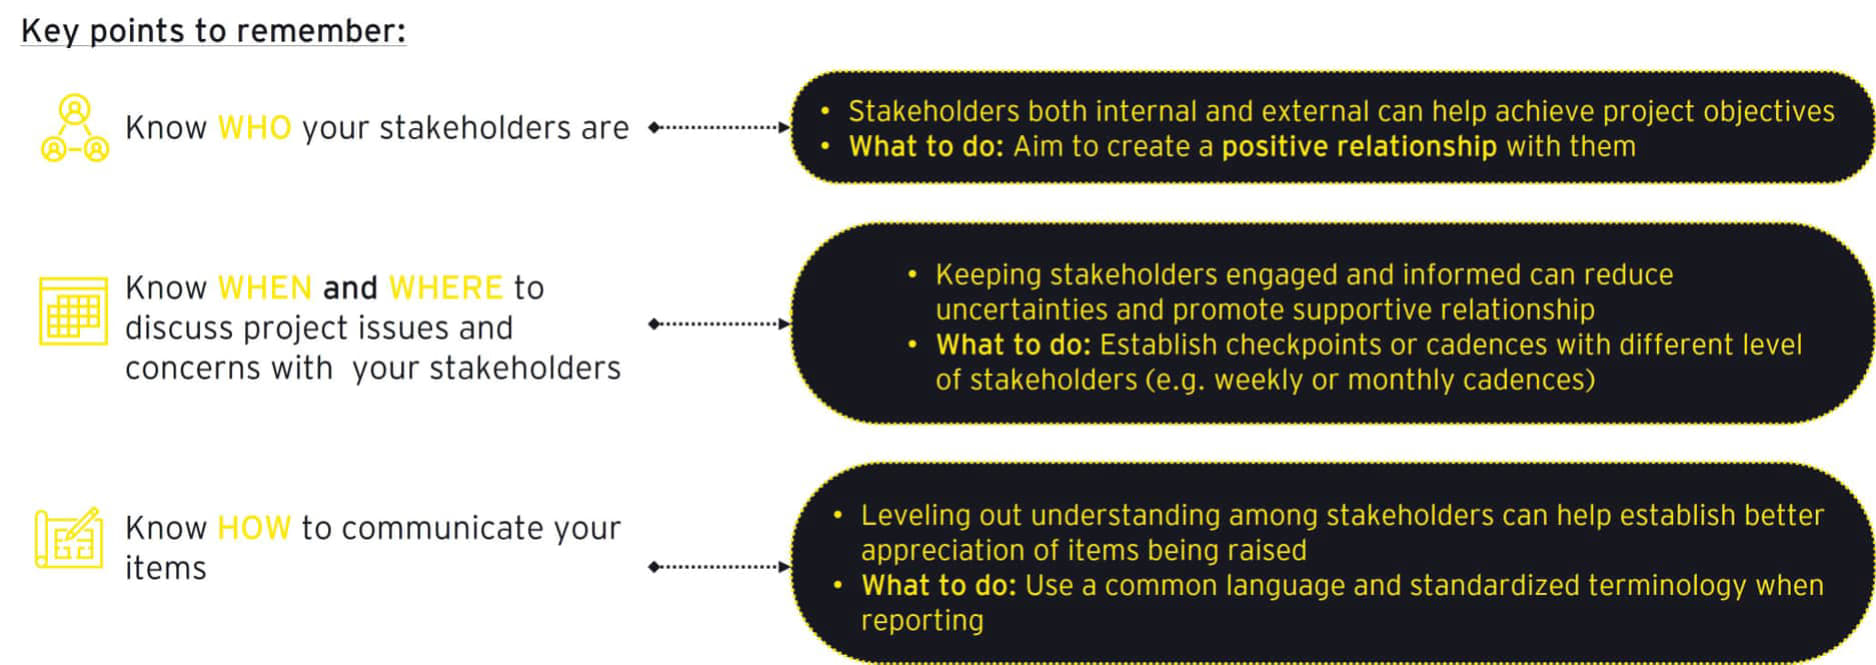 Key points to remember:
Know WHO your stakeholders are
• Stakeholders both internal and external can help achieve project objectives
• What to do: Aim to create a positive relationship with them
Know WHEN and WHERE to
discuss project issues and
concerns with  your stakeholders
• Keeping stakeholders engaged and informed can reduce
uncertainties and promote supportive relationship
• What to do: Establish checkpoints or cadences with different level
of stakeholders (e.g. weekly or monthly cadences)
Know HOW to communicate your
items
• Leveling out understanding among stakeholders can help establish better
appreciation of items being raised
• What to do: Use a common language and standardized terminology when
reporting